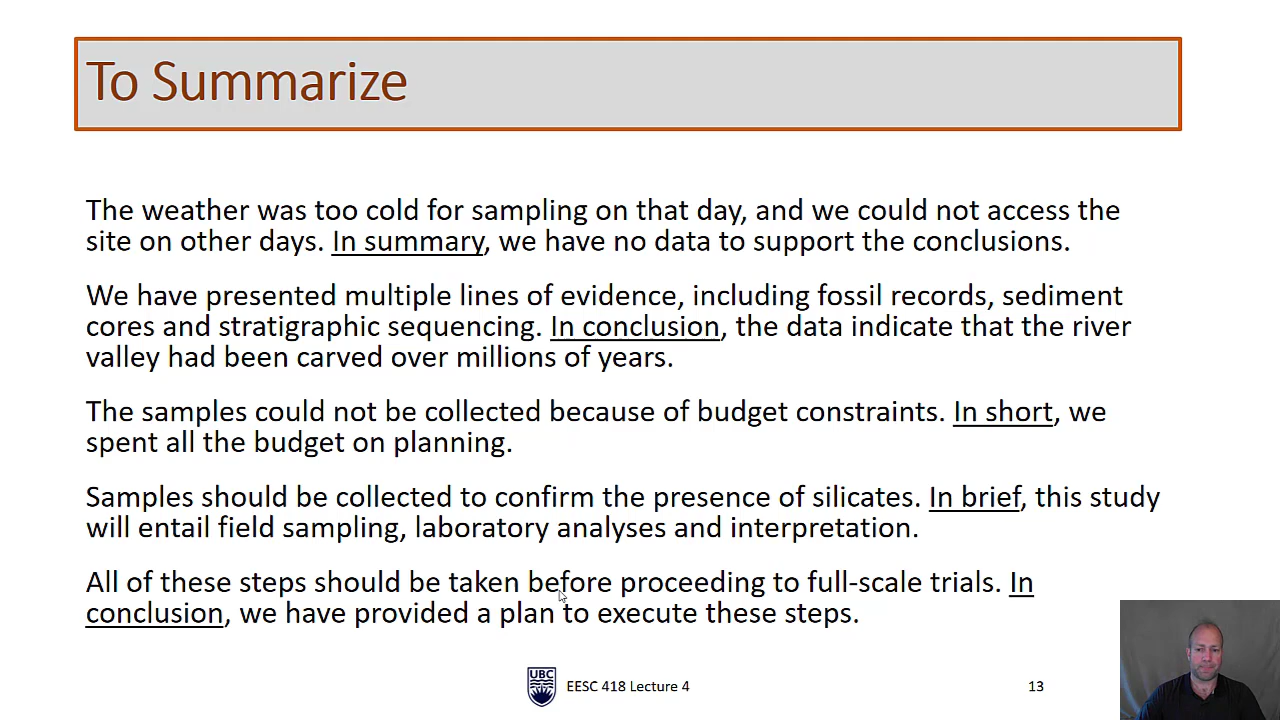 To Summarize
The weather was too cold for sampling on that day, and we could not access the
site on other days. In summary, we have no data to support the conclusions.
We have presented multiple lines of evidence, including fossil records, sediment
cores and stratigraphic sequencing. In conclusion, the data indicate that the river
valley had been carved over millions of years.
The samples could not be collected because of budget constraints. In short, we
spent all the budget on planning.
Samples should be collected to confirm the presence of silicates. In brief, this study
will entail field sampling, laboratory analyses and interpretation.
All of these steps should be taken before proceeding to full-scale trials. In
conclusion, we have provided a plan to execute these steps.
UBC
EESC 418 Lecture 4
13